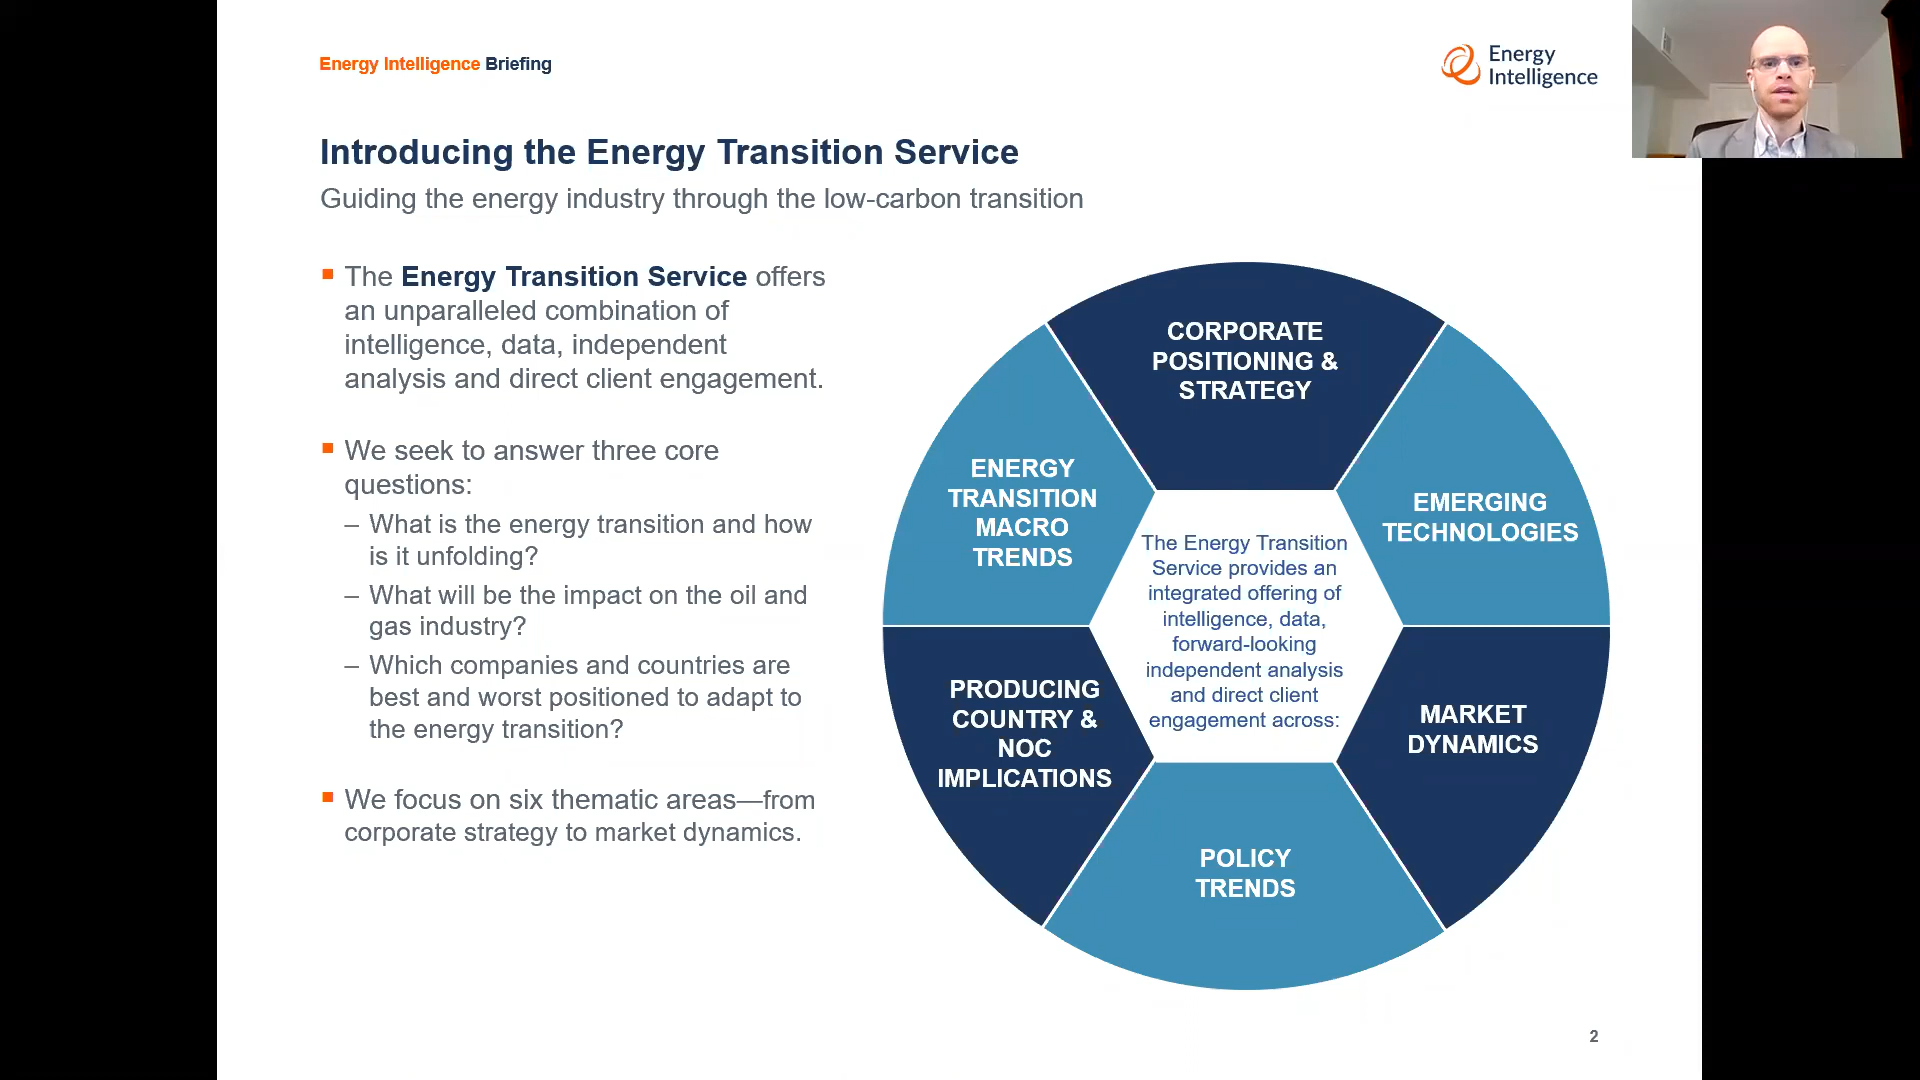 Energy Intelligence Briefing
Energy
Intelligence
Introducing the Energy Transition Service
Guiding the energy industry through the low-carbon transition
The Energy Transition Service offers
an unparalleled combination of
intelligence, data, independent
analysis and direct client engagement.
We seek to answer three core
questions:
– What is the energy transition and how
is it unfolding?
– What will be the impact on the oil and
gas industry?
– Which companies and countries are
best and worst positioned to adapt to
the energy transition?
We focus on six thematic areas—from
corporate strategy to market dynamics.
CORPORATE
POSITIONING &
STRATEGY
EMERGING
TECHNOLOGIES
MARKET
DYNAMICS
POLICY
TRENDS
PRODUCING
COUNTRY &
NOC
IMPLICATIONS
ENERGY
TRANSITION
MACRO
TRENDS
The Energy Transition
Service provides an
integrated offering of
intelligence, data,
forward-looking
independent analysis
and direct client
engagement across:
2